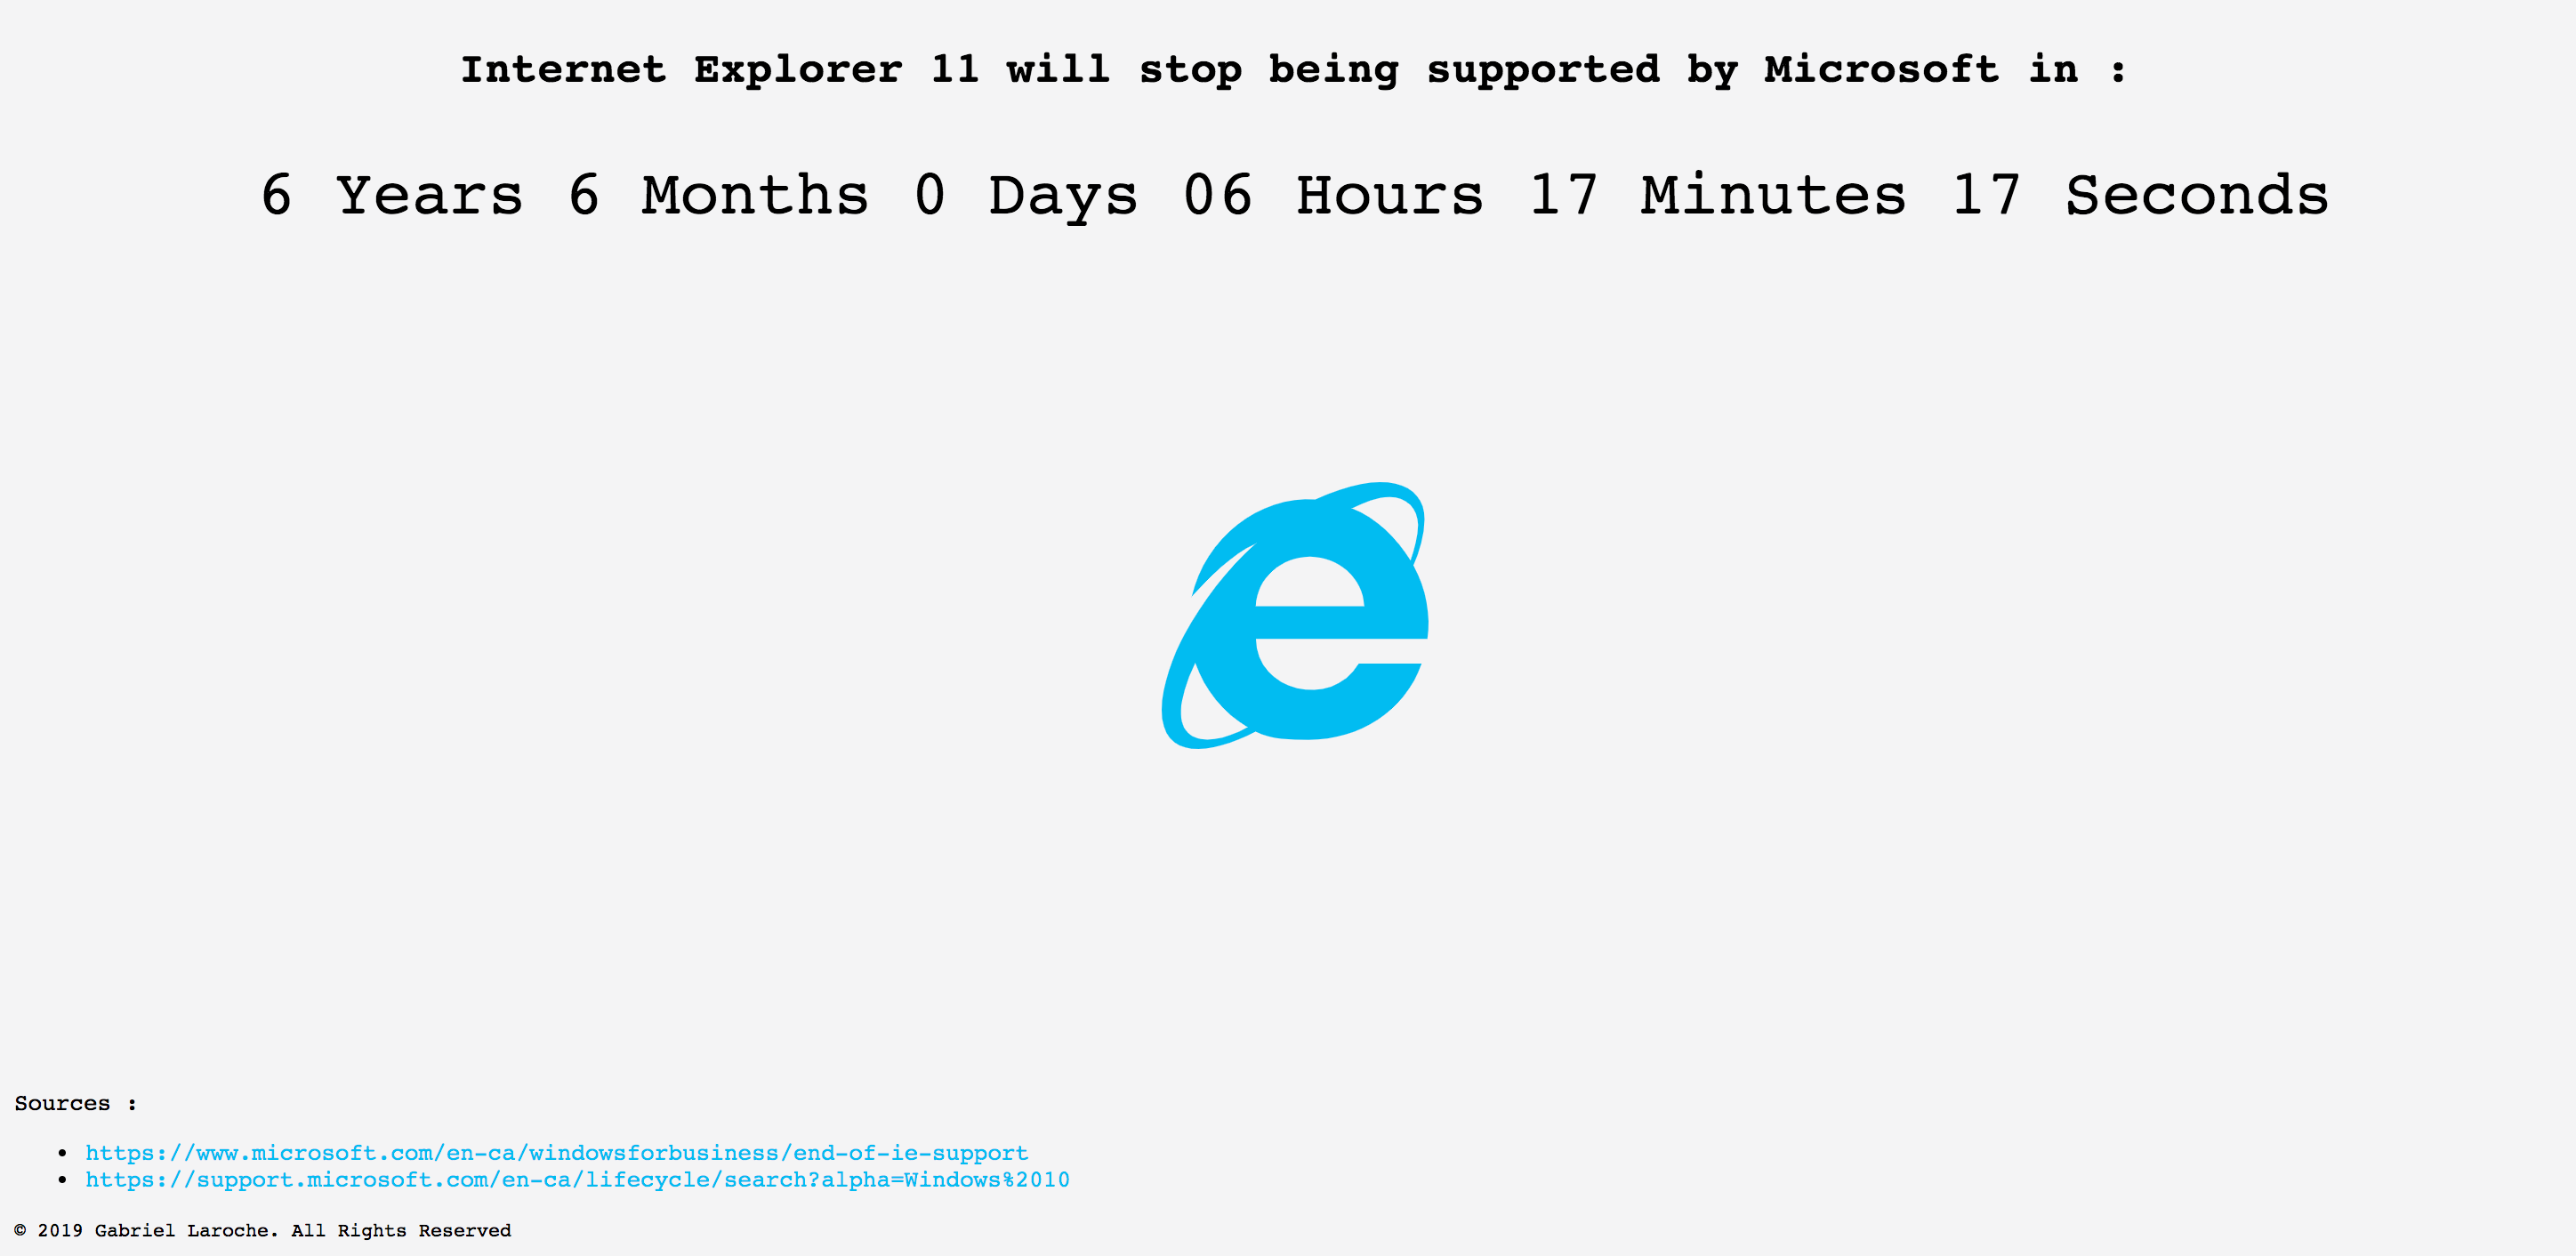 Internet Explorer 11 will stop being supported by Microsoft in :
6 Years 6 Months 0 Days 06 Hours 17 Minutes 17 Seconds
Sources :
• https://www.microsoft.com/en-ca/windowsforbusiness/end-of-ie-support
• https://support.microsoft.com/en-ca/lifecycle/search?alpha=Windows%2010
© 2019 Gabriel Laroche. All Rights Reserved